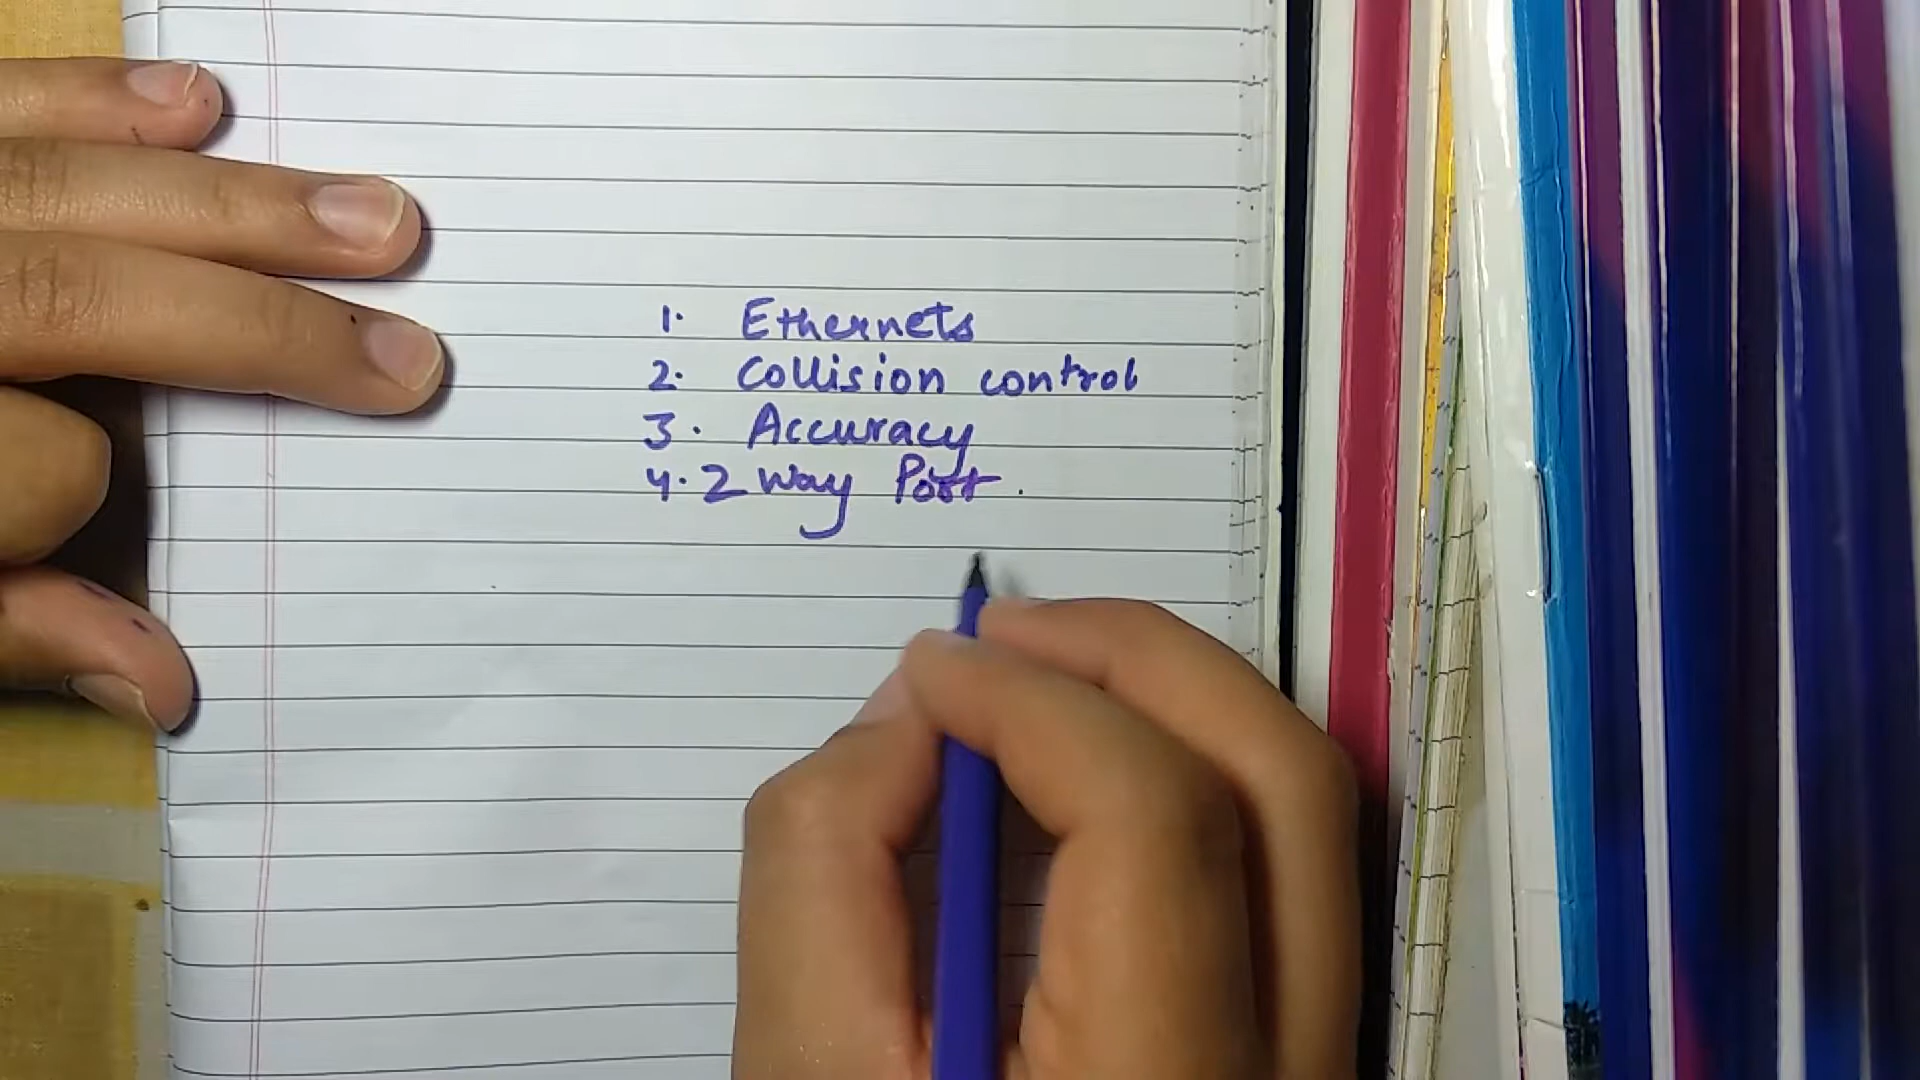 1. Ethernets
2. Collision control
3. Accuracy
4. 2 way Port.